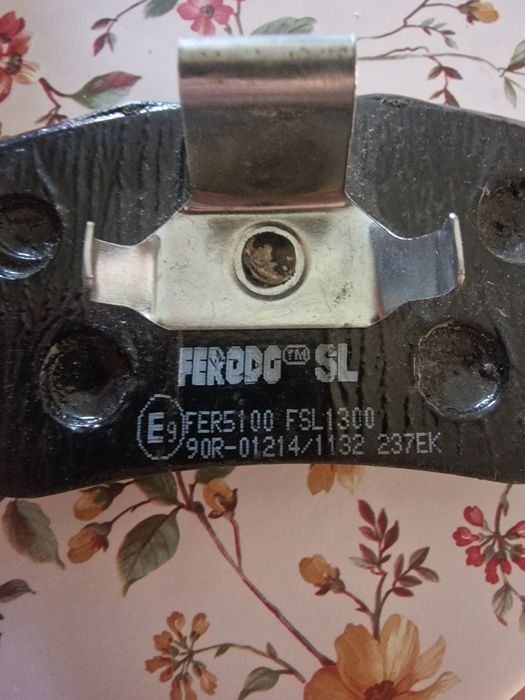 FERODO™ SL
E9 FER5100 FSL1300
90R-01214/1132 237EK